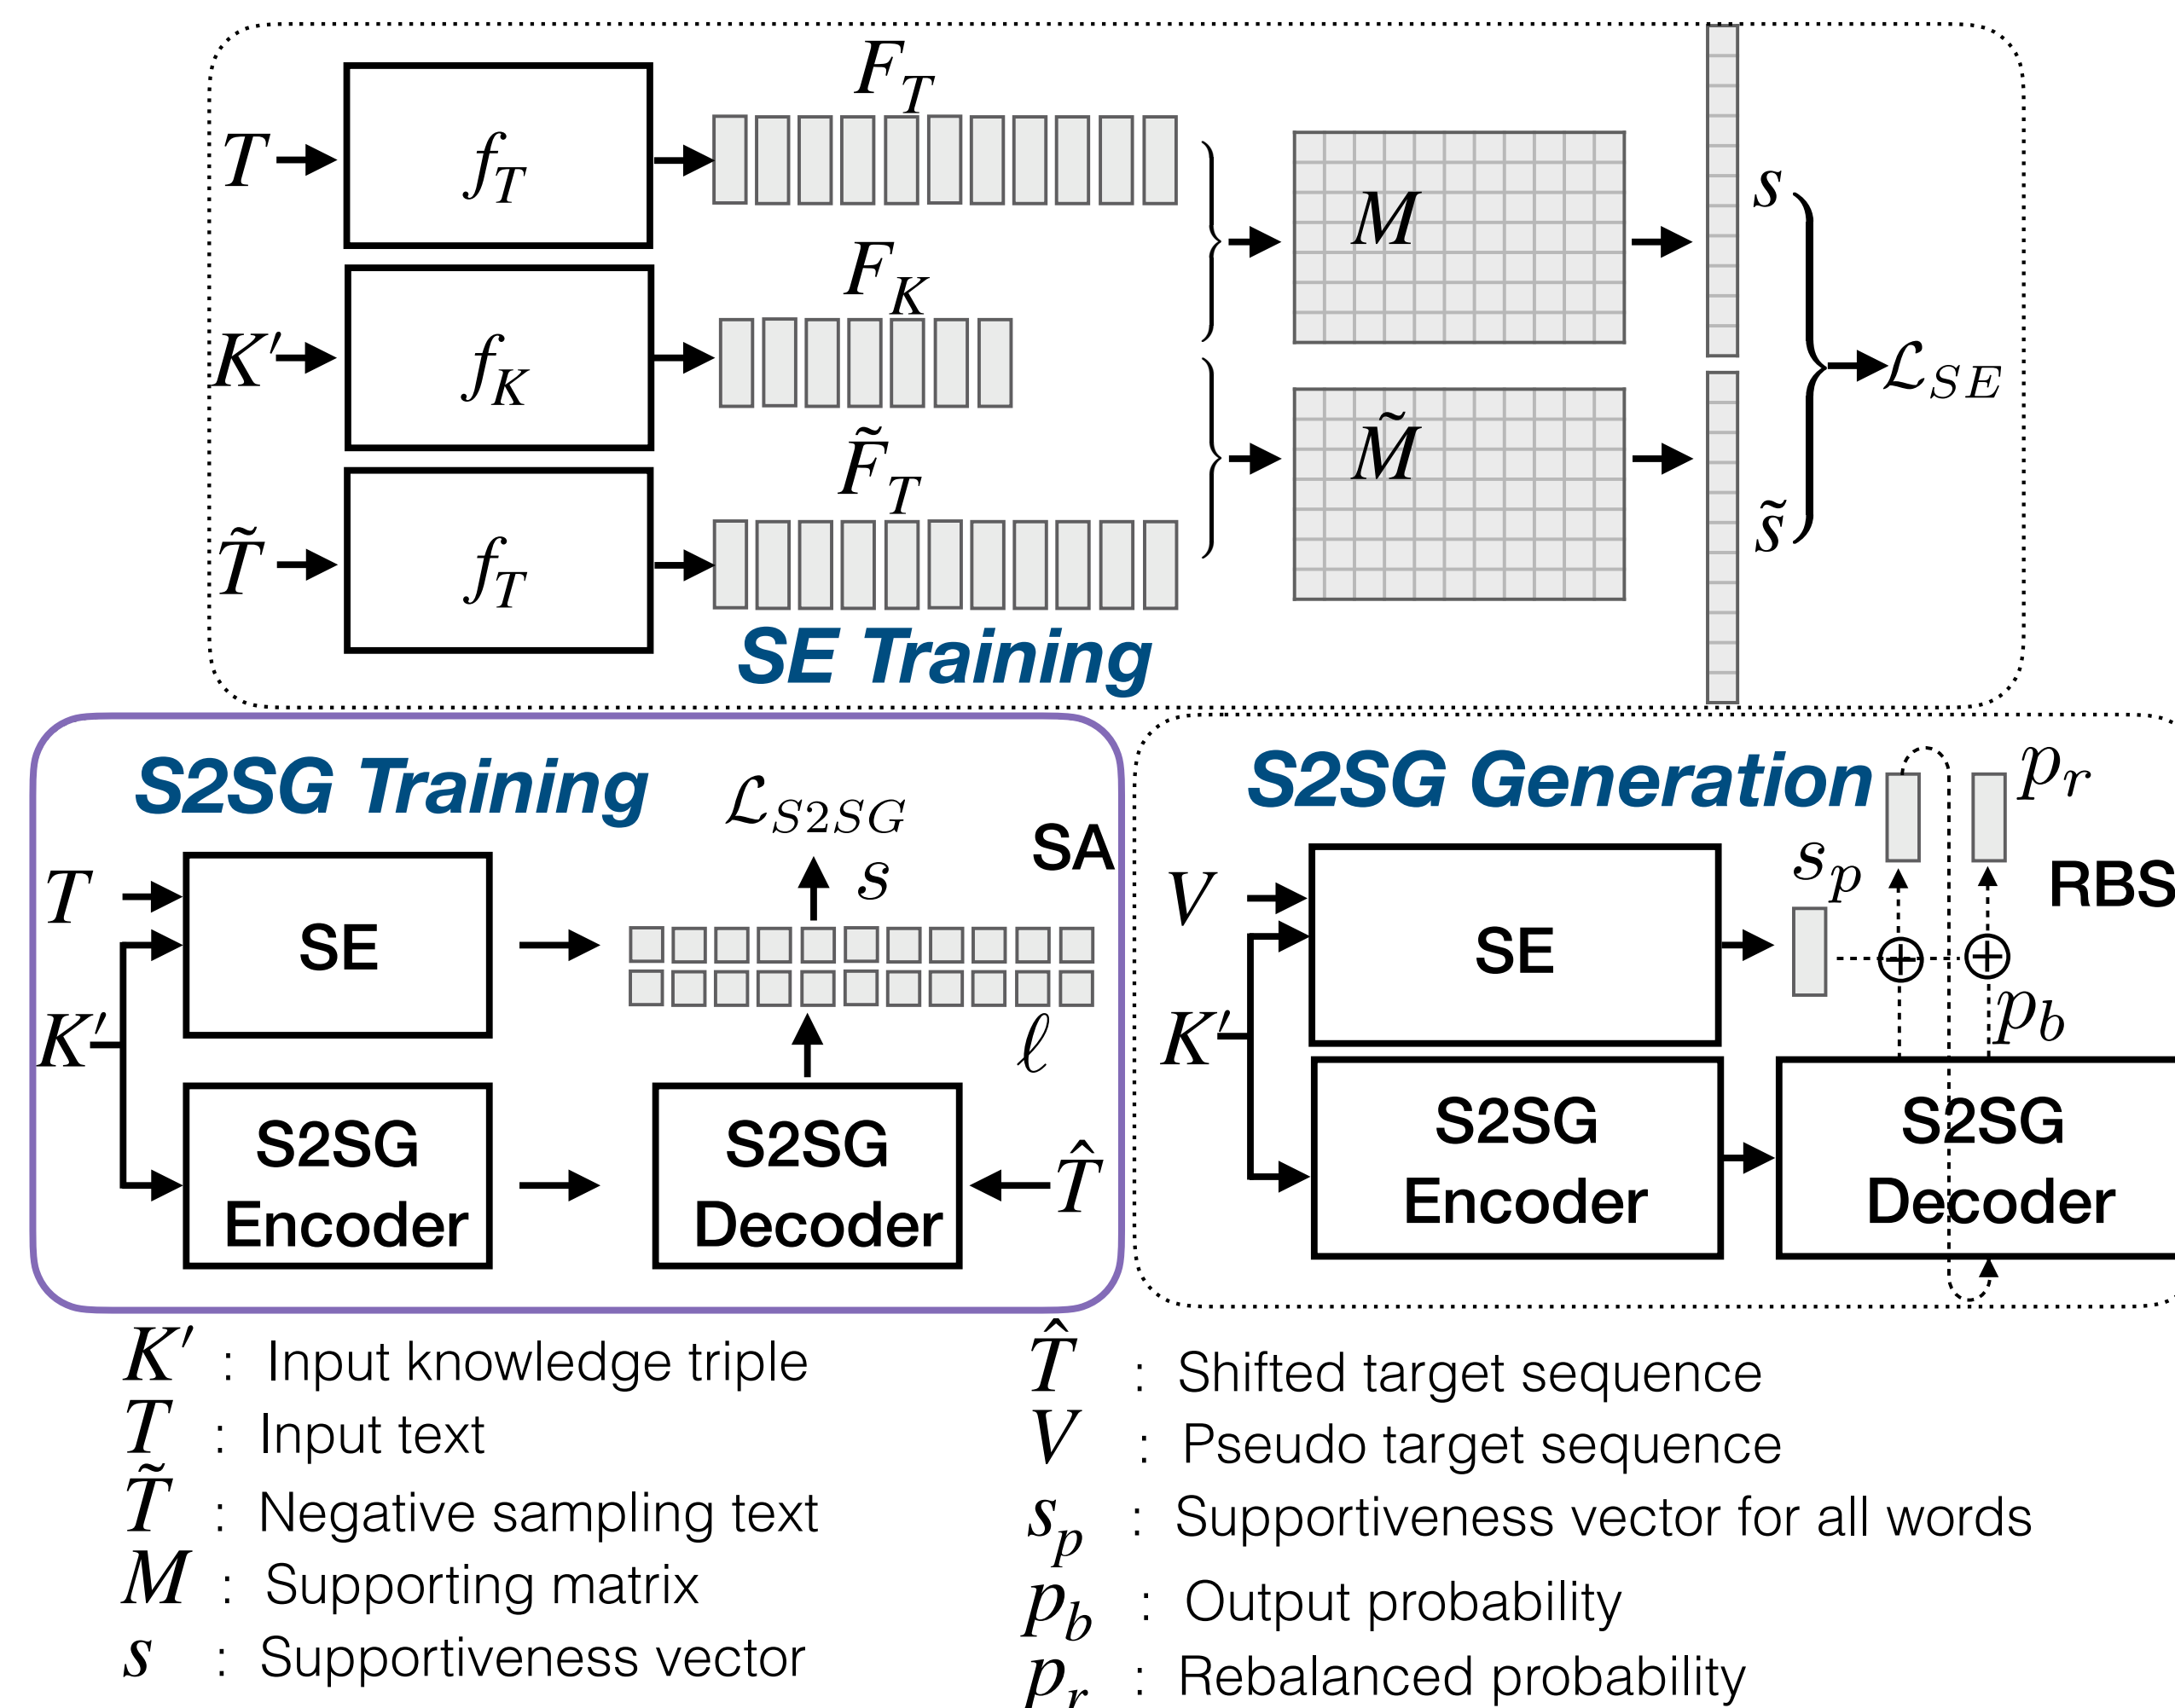 F_T
T f_T
s
M
F_K
K′ f_K
ℒ_SE
F̃_T
M̃
T̃ f_T
s̃
SE Training
S2SG Training
ℒ_S2SG
SA
s
T
SE
K′
ℓ
S2SG Encoder
S2SG Decoder
T̂
S2SG Generation
p_r
s_p
RBS
V
SE
K′
p_b
S2SG Encoder
S2SG Decoder
K′ : Input knowledge triple
T : Input text
T̃ : Negative sampling text
M : Supporting matrix
s : Supportiveness vector
T̂ : Shifted target sequence
V : Pseudo target sequence
s_p : Supportiveness vector for all words
p_b : Output probability
p_r : Rebalanced probability